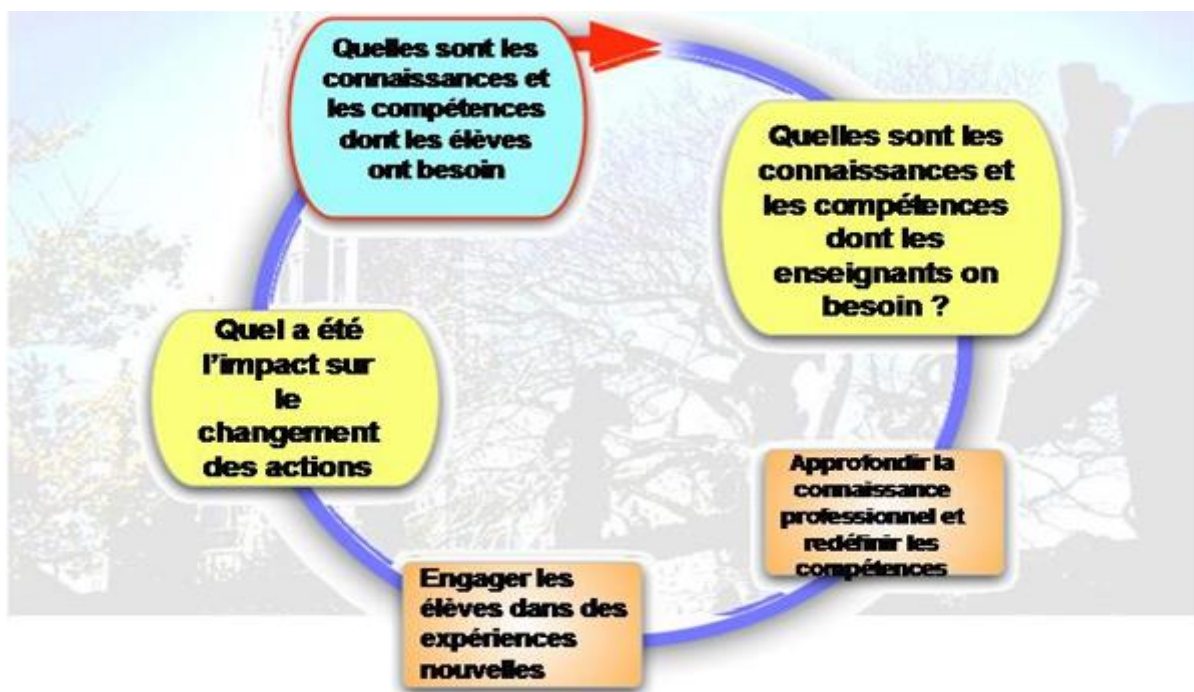 Quelles sont les
connaissances et
les compétences
dont les élèves
ont besoin
Quelles sont les
connaissances et
les compétences
dont les
enseignants on
besoin ?
Approfondir la
connaissance
professionnel et
redéfinir les
compétences
Engager les
élèves dans des
expériences
nouvelles
Quel a été
l'impact sur
le
changement
des actions